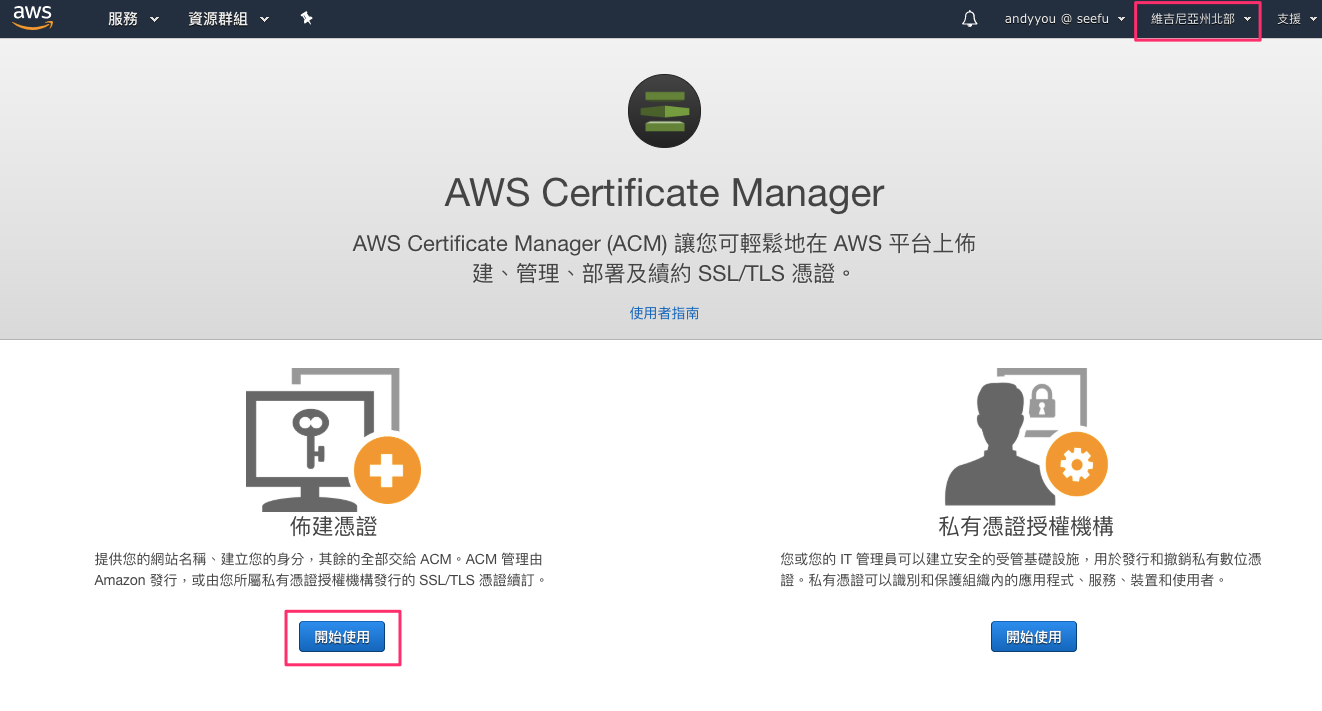 aws 服務 資源群組 andyyou @ seefu 維吉尼亞州北部 支援
AWS Certificate Manager
AWS Certificate Manager (ACM) 讓您可輕鬆地在 AWS 平台上佈
建、管理、部署及續約 SSL/TLS 憑證。
使用者指南
佈建憑證
提供您的網站名稱、建立您的身分，其餘的全部交給 ACM。ACM 管理由
Amazon 發行，或由您所屬私有憑證授權機構發行的 SSL/TLS 憑證續訂。
開始使用
私有憑證授權機構
您或您的 IT 管理員可以建立安全的受管基礎設施，用於發行和撤銷私有數位憑
證。私有憑證可以識別和保護組織內的應用程式、服務、裝置和使用者。
開始使用